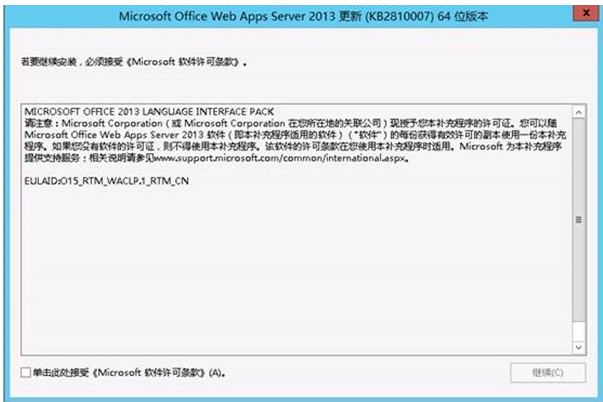 Microsoft Office Web Apps Server 2013 更新 (KB2810007) 64 位版本
x
若要继续安装，必须接受《Microsoft 软件许可条款》。
MICROSOFT OFFICE 2013 LANGUAGE INTERFACE PACK
请注意：Microsoft Corporation（或 Microsoft Corporation 在您所在地的关联公司）现授予您本补充程序的许可证。您可以随
Microsoft Office Web Apps Server 2013 软件（即本补充程序适用的软件）（“软件”）的每份获得有效许可的副本使用一份本补充
程序。如果您没有软件的许可证，则不得使用本补充程序。该软件的许可条款在您使用本补充程序时适用。Microsoft 为本补充程序
提供支持服务：相关说明请参见www.support.microsoft.com/common/international.aspx。
EULAID:O15_RTM_WACLP.1_RTM_CN
单击此处接受《Microsoft 软件许可条款》(A)。
继续(C)